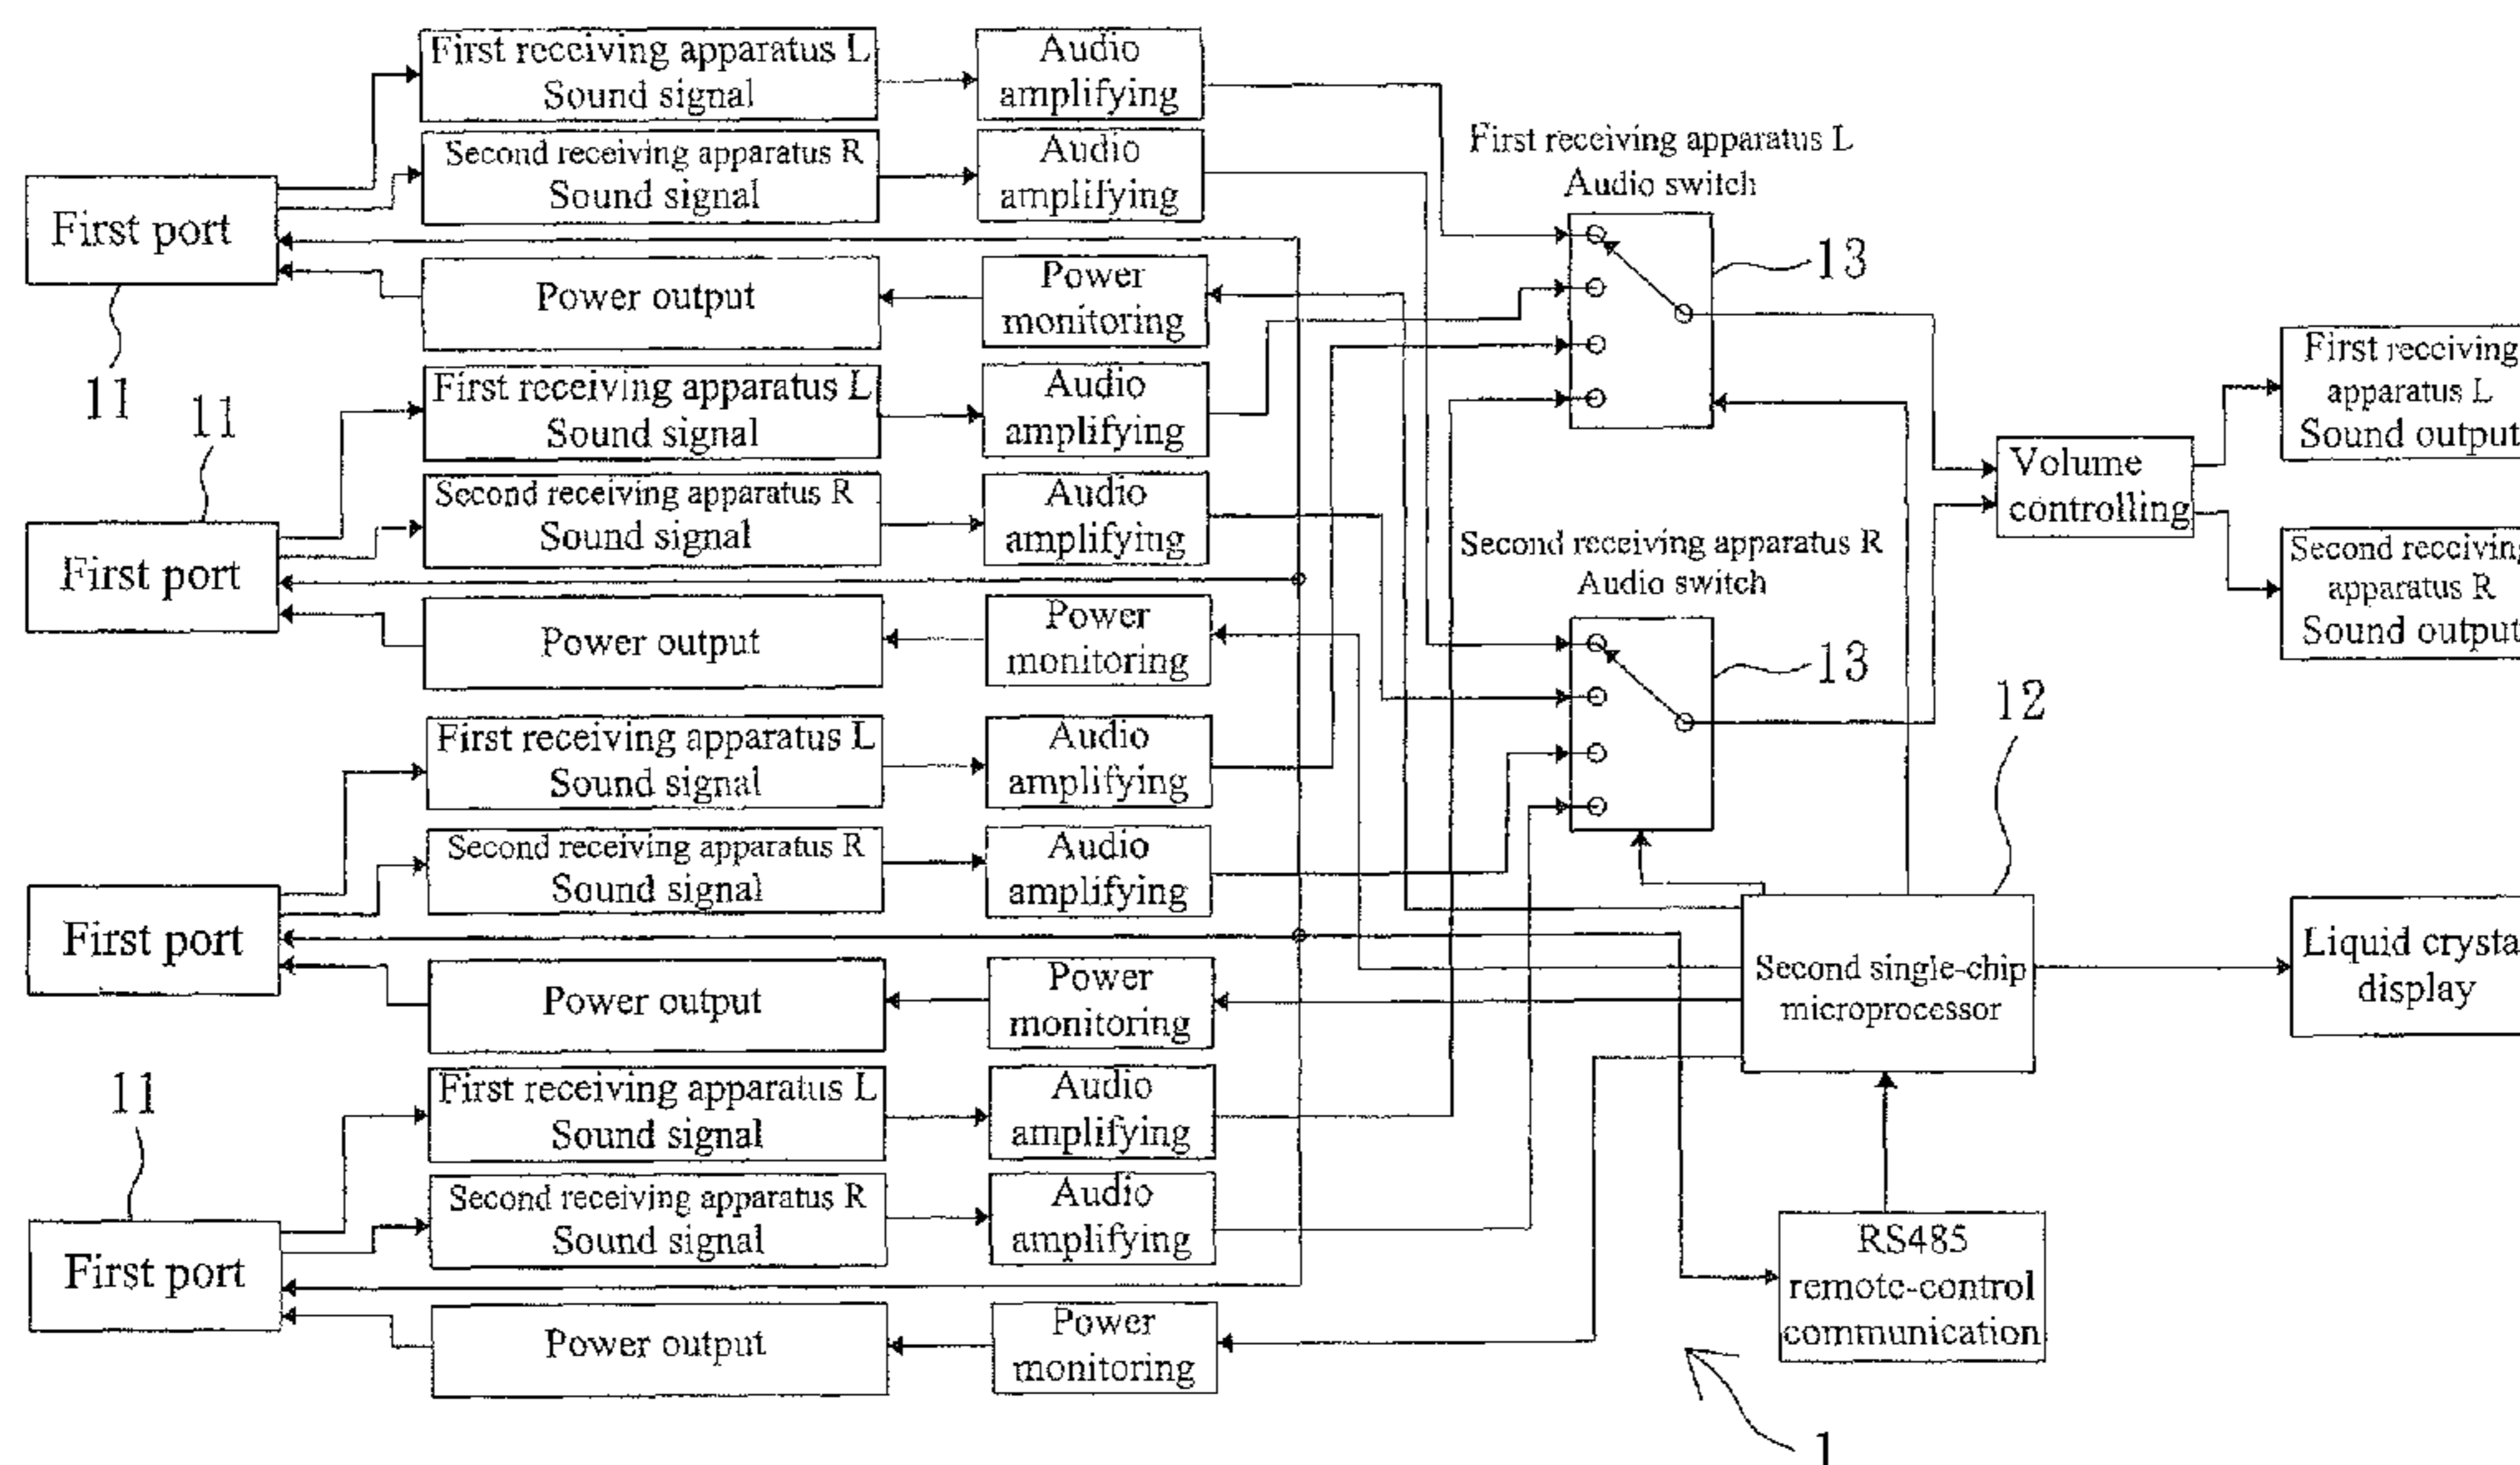 First receiving apparatus L
Sound signal
Audio
amplifying
Second receiving apparatus R
Sound signal
Audio
amplifying
First port
11
Power output
Power
monitoring
First receiving apparatus L
Audio switch
13
First receiving apparatus L
Sound signal
Audio
amplifying
Second receiving apparatus R
Sound signal
Audio
amplifying
11
First port
Power output
Power
monitoring
Second receiving apparatus R
Audio switch
13
Volume
controlling
First receiving
apparatus L
Sound output
Second receiving
apparatus R
Sound output
First receiving apparatus L
Sound signal
Audio
amplifying
Second receiving apparatus R
Sound signal
Audio
amplifying
First port
Power output
Power
monitoring
12
Second single-chip
microprocessor
Liquid crysta
display
First receiving apparatus L
Sound signal
Audio
amplifying
Second receiving apparatus R
Sound signal
Audio
amplifying
11
First port
Power output
Power
monitoring
RS485
remote-control
communication
1